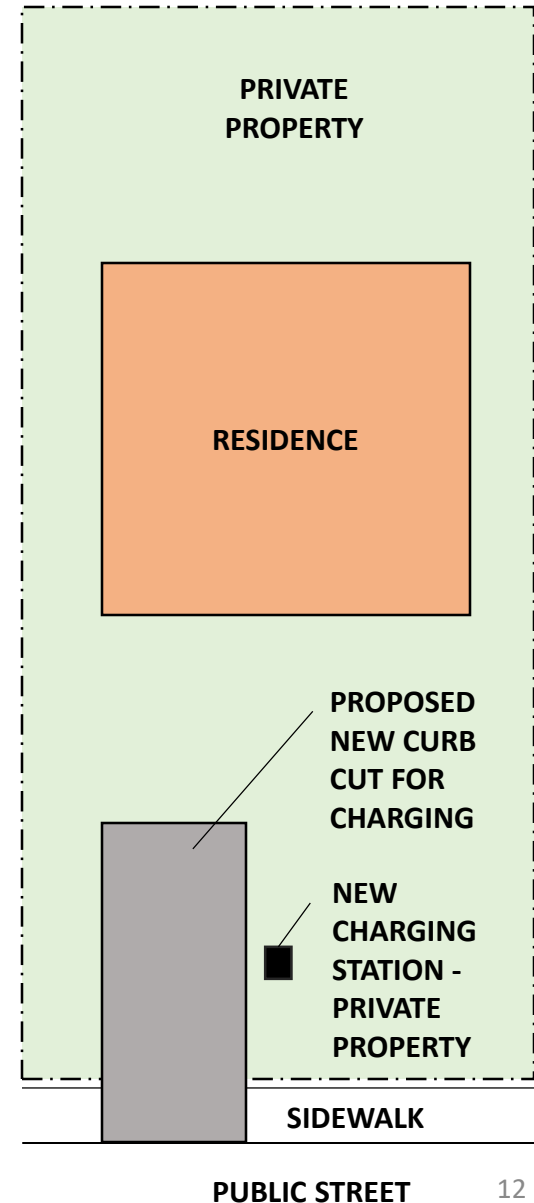 PRIVATE
PROPERTY
RESIDENCE
PROPOSED
NEW CURB
CUT FOR
CHARGING
NEW
CHARGING
STATION -
PRIVATE
PROPERTY
SIDEWALK
PUBLIC STREET
12